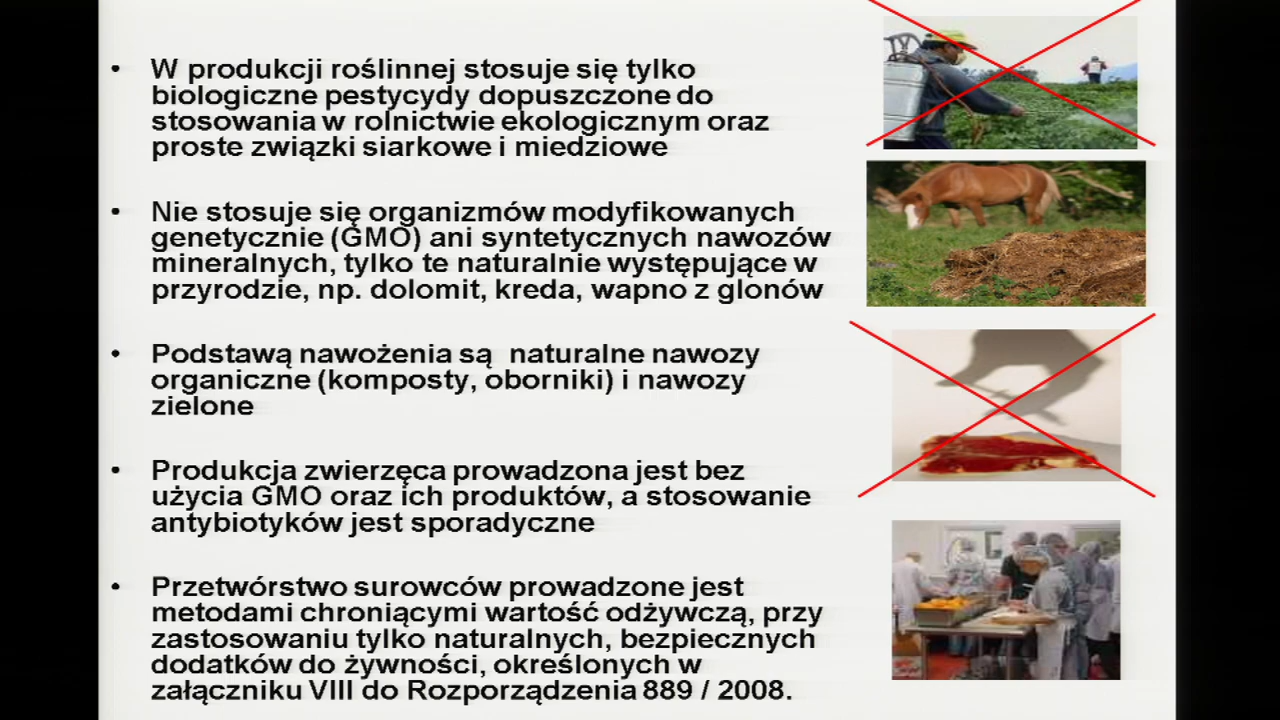 • W produkcji roślinnej stosuje się tylko
biologiczne pestycydy dopuszczone do
stosowania w rolnictwie ekologicznym oraz
proste związki siarkowe i miedziowe
• Nie stosuje się organizmów modyfikowanych
genetycznie (GMO) ani syntetycznych nawozów
mineralnych, tylko te naturalnie występujące w
przyrodzie, np. dolomit, kreda, wapno z glonów
• Podstawą nawożenia są naturalne nawozy
organiczne (komposty, oborniki) i nawozy
zielone
• Produkcja zwierzęca prowadzona jest bez
użycia GMO oraz ich produktów, a stosowanie
antybiotyków jest sporadyczne
• Przetwórstwo surowców prowadzone jest
metodami chroniącymi wartość odżywczą, przy
zastosowaniu tylko naturalnych, bezpiecznych
dodatków do żywności, określonych w
załączniku VIII do Rozporządzenia 889 / 2008.